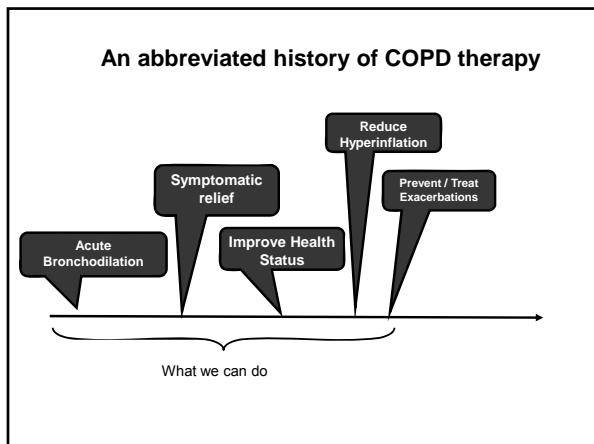 An abbreviated history of COPD therapy
Reduce
Hyperinflation
Symptomatic
relief
Prevent / Treat
Exacerbations
Improve Health
Status
Acute
Bronchodilation
What we can do